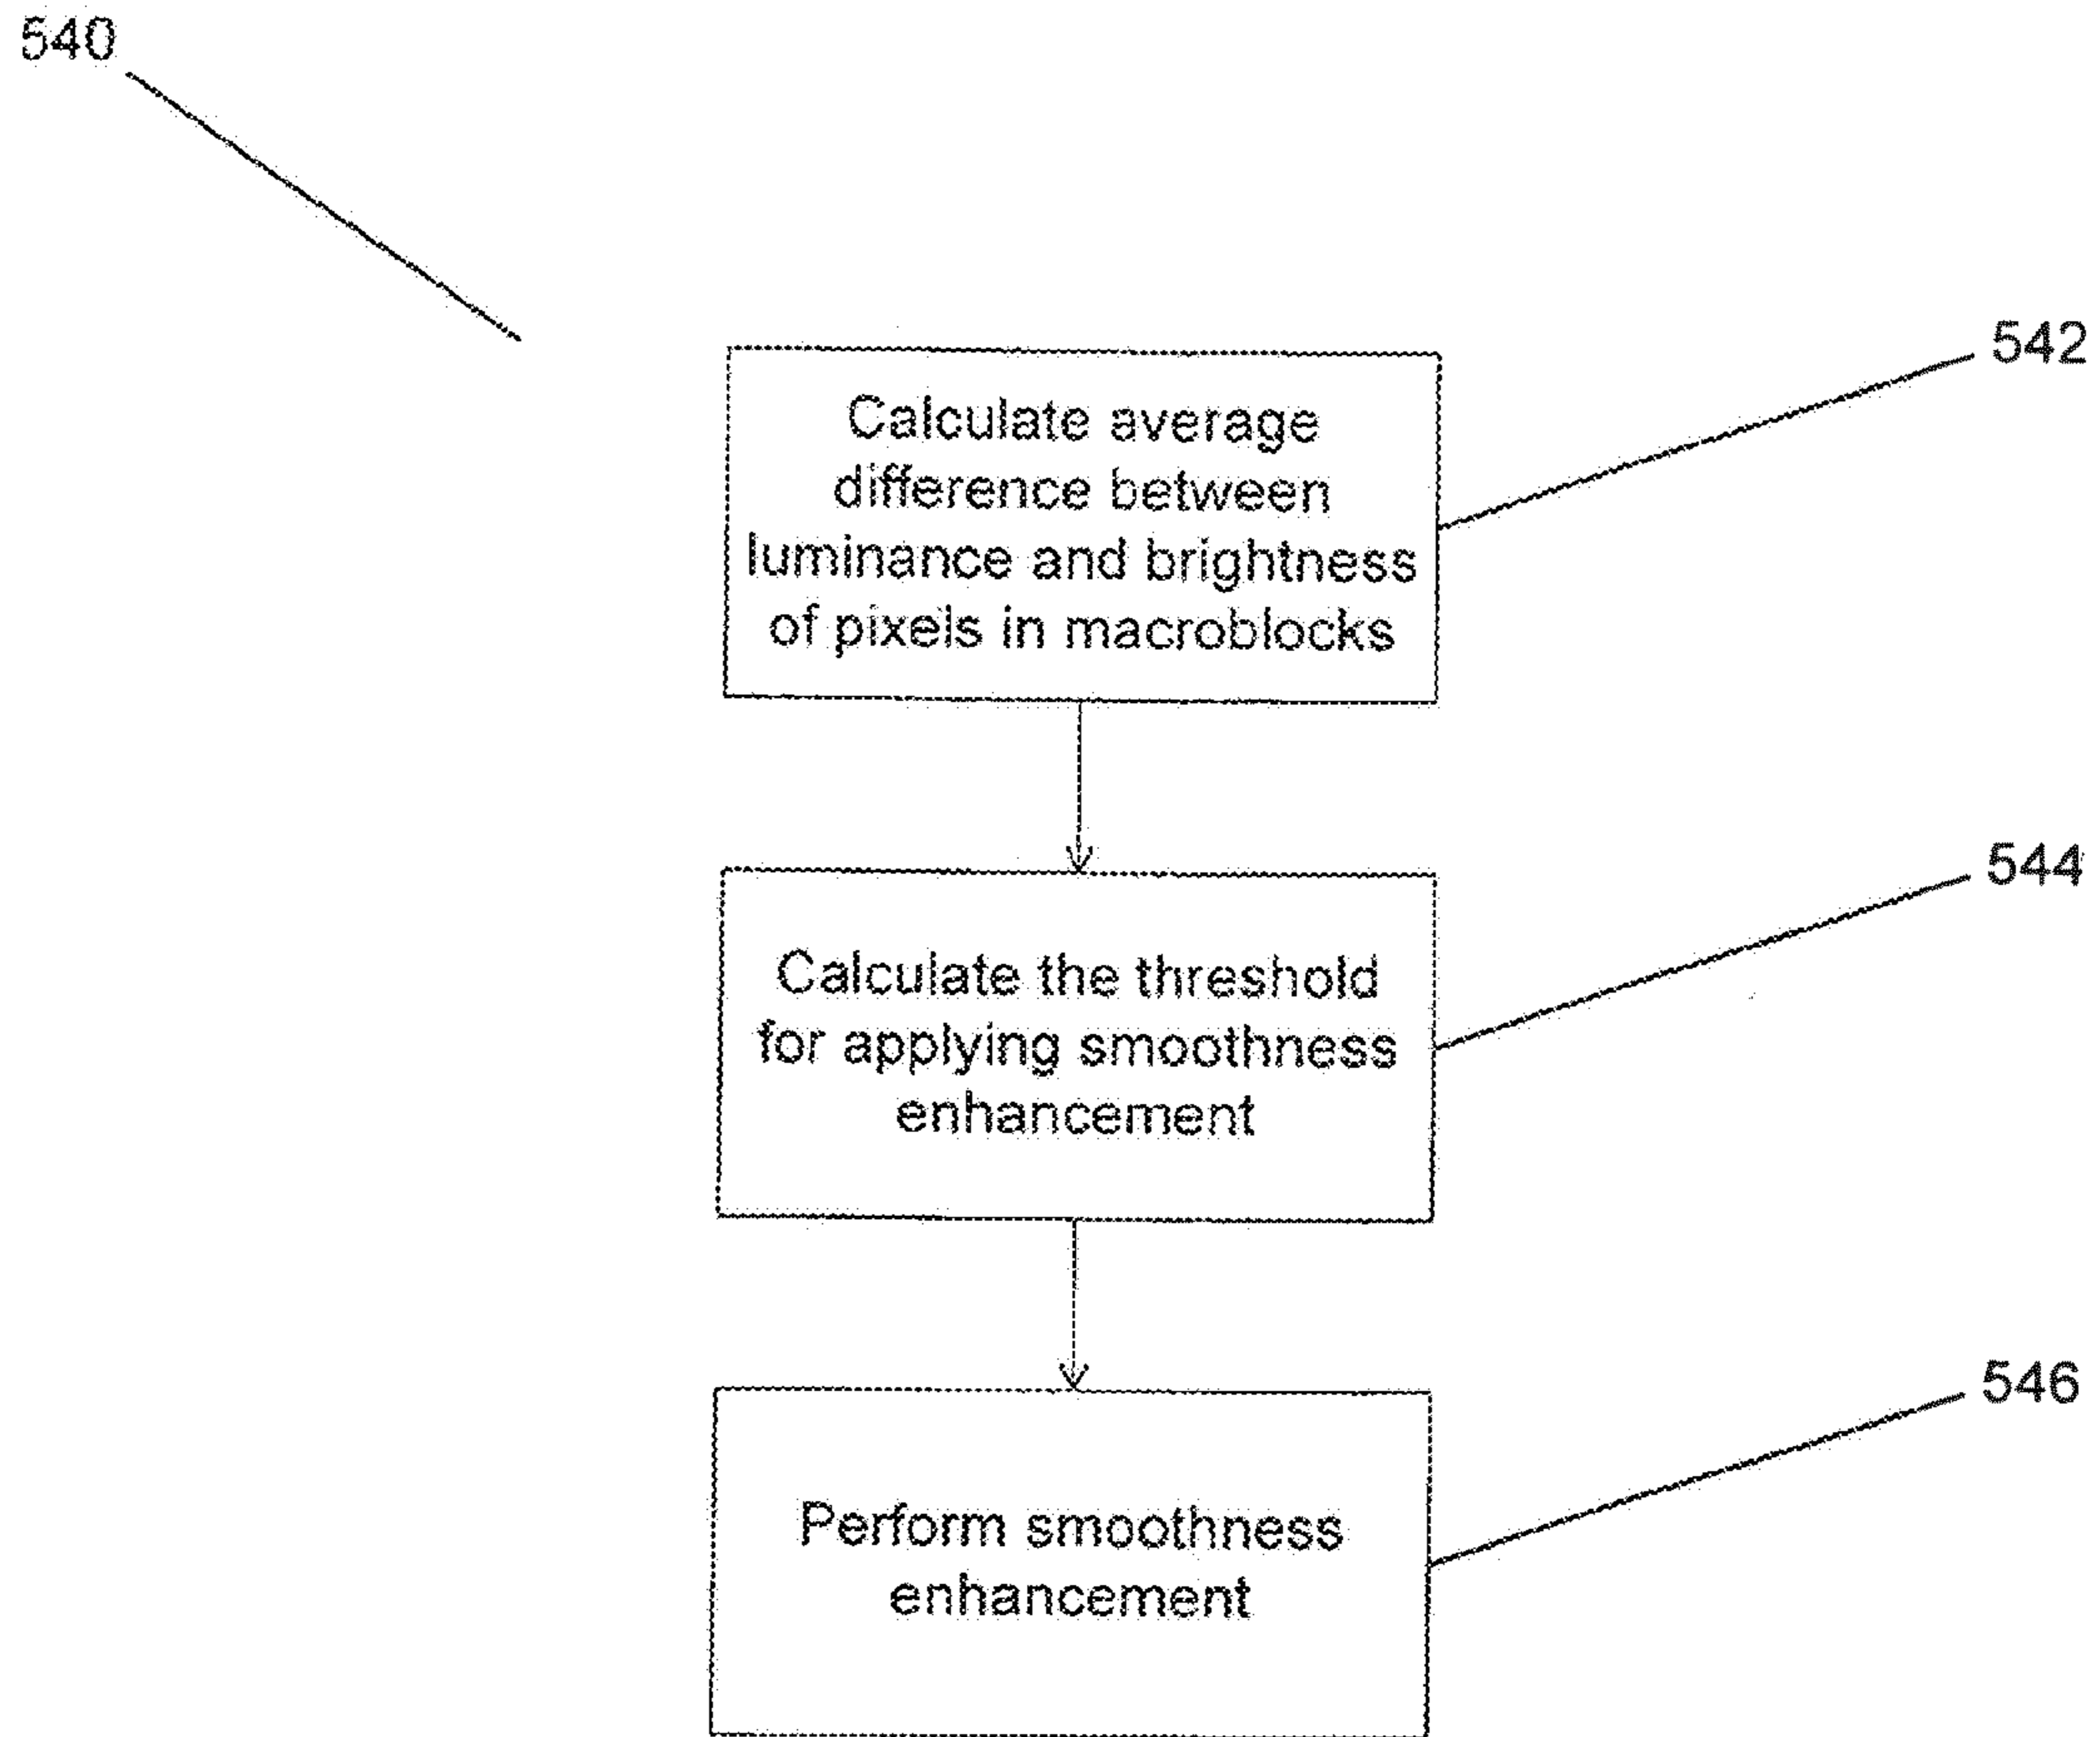 540
542
Calculate average
difference between
luminance and brightness
of pixels in macroblocks
544
Calculate the threshold
for applying smoothness
enhancement
546
Perform smoothness
enhancement